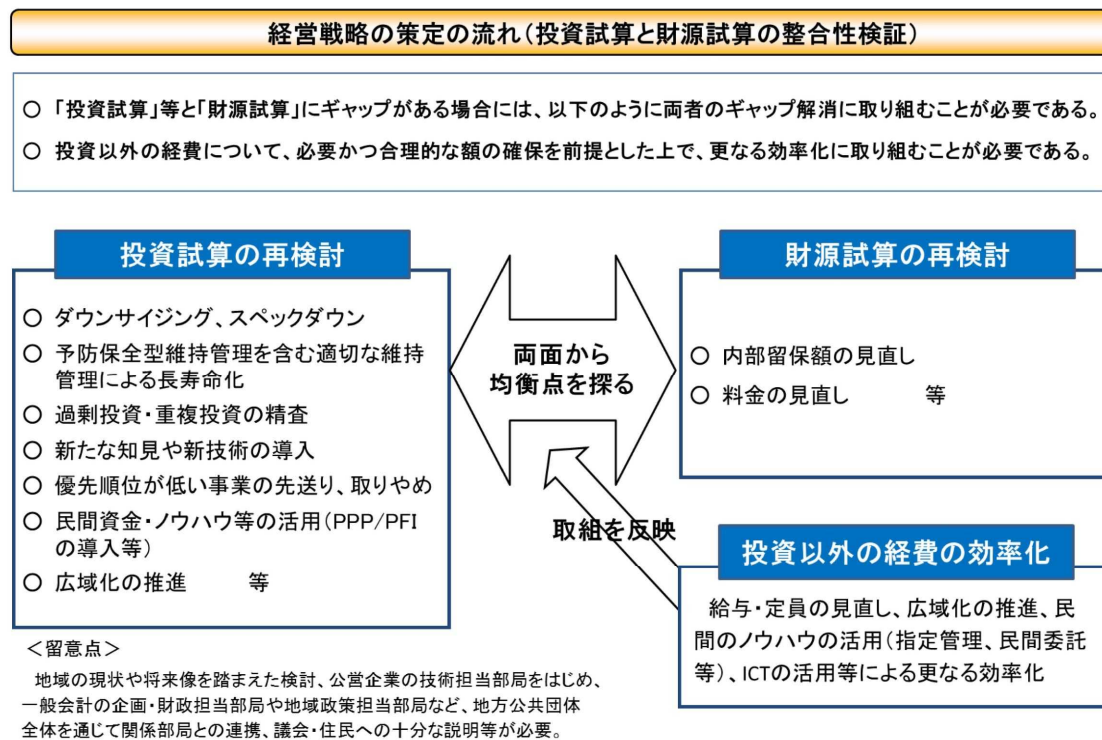 経営戦略の策定の流れ（投資試算と財源試算の整合性検証）
○ 「投資試算」等と「財源試算」にギャップがある場合には、以下のように両者のギャップ解消に取り組むことが必要である。
○ 投資以外の経費について、必要かつ合理的な額の確保を前提とした上で、更なる効率化に取り組むことが必要である。
投資試算の再検討
○ ダウンサイジング、スペックダウン
○ 予防保全型維持管理を含む適切な維持
管理による長寿命化
○ 過剰投資・重複投資の精査
○ 新たな知見や新技術の導入
○ 優先順位が低い事業の先送り、取りやめ
○ 民間資金・ノウハウ等の活用（PPP/PFI
の導入等）
○ 広域化の推進　　　等
両面から
均衡点を探る
財源試算の再検討
○ 内部留保額の見直し
○ 料金の見直し　　　等
取組を反映
投資以外の経費の効率化
給与・定員の見直し、広域化の推進、民
間のノウハウの活用（指定管理、民間委託
等）、ICTの活用等による更なる効率化
＜留意点＞
地域の現状や将来像を踏まえた検討、公営企業の技術担当部局をはじめ、
一般会計の企画・財政担当部局や地域政策担当部局など、地方公共団体
全体を通じて関係部局との連携、議会・住民への十分な説明等が必要。